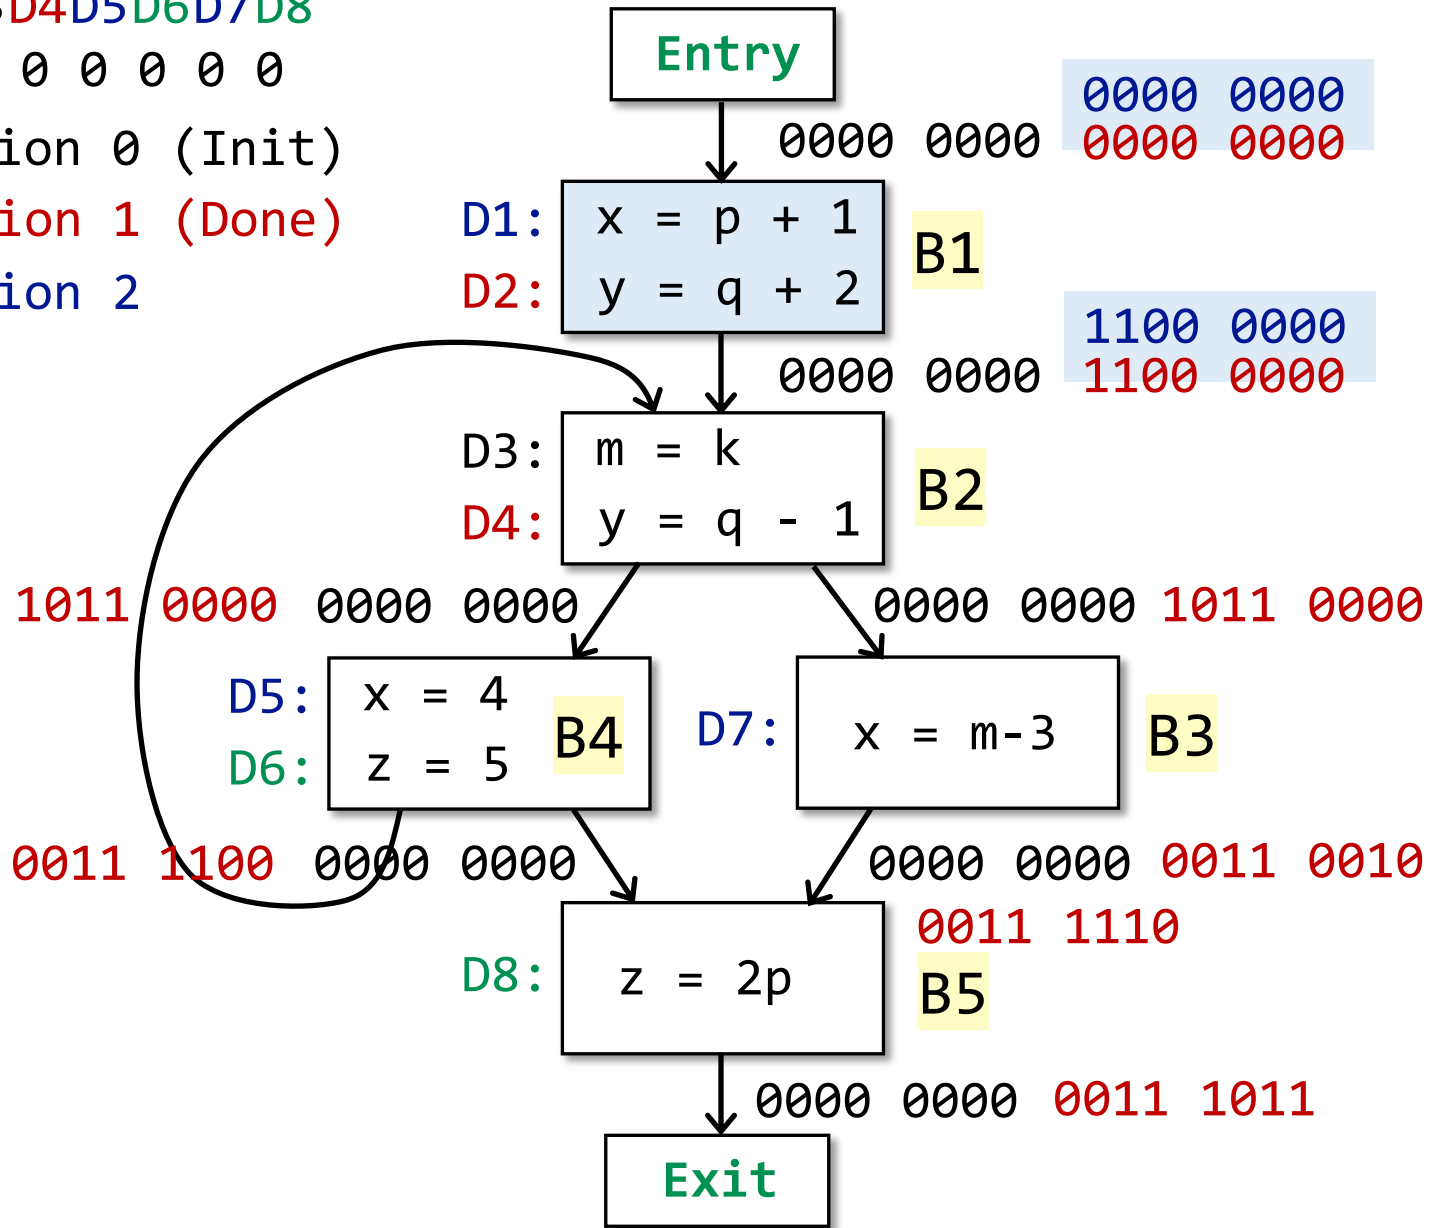 D4D5D6D7D8
0 0 0 0 0
ion 0 (Init)
ion 1 (Done)
ion 2
Entry
0000 0000
0000 0000 0000 0000
D1: x = p + 1
D2: y = q + 2
B1
1100 0000
0000 0000 1100 0000
D3: m = k
D4: y = q - 1
B2
1011 0000 0000 0000
0000 0000 1011 0000
D5: x = 4
D6: z = 5
B4
D7: x = m-3
B3
0011 1100 0000 0000
0000 0000 0011 0010
0011 1110
D8: z = 2p
B5
0000 0000 0011 1011
Exit